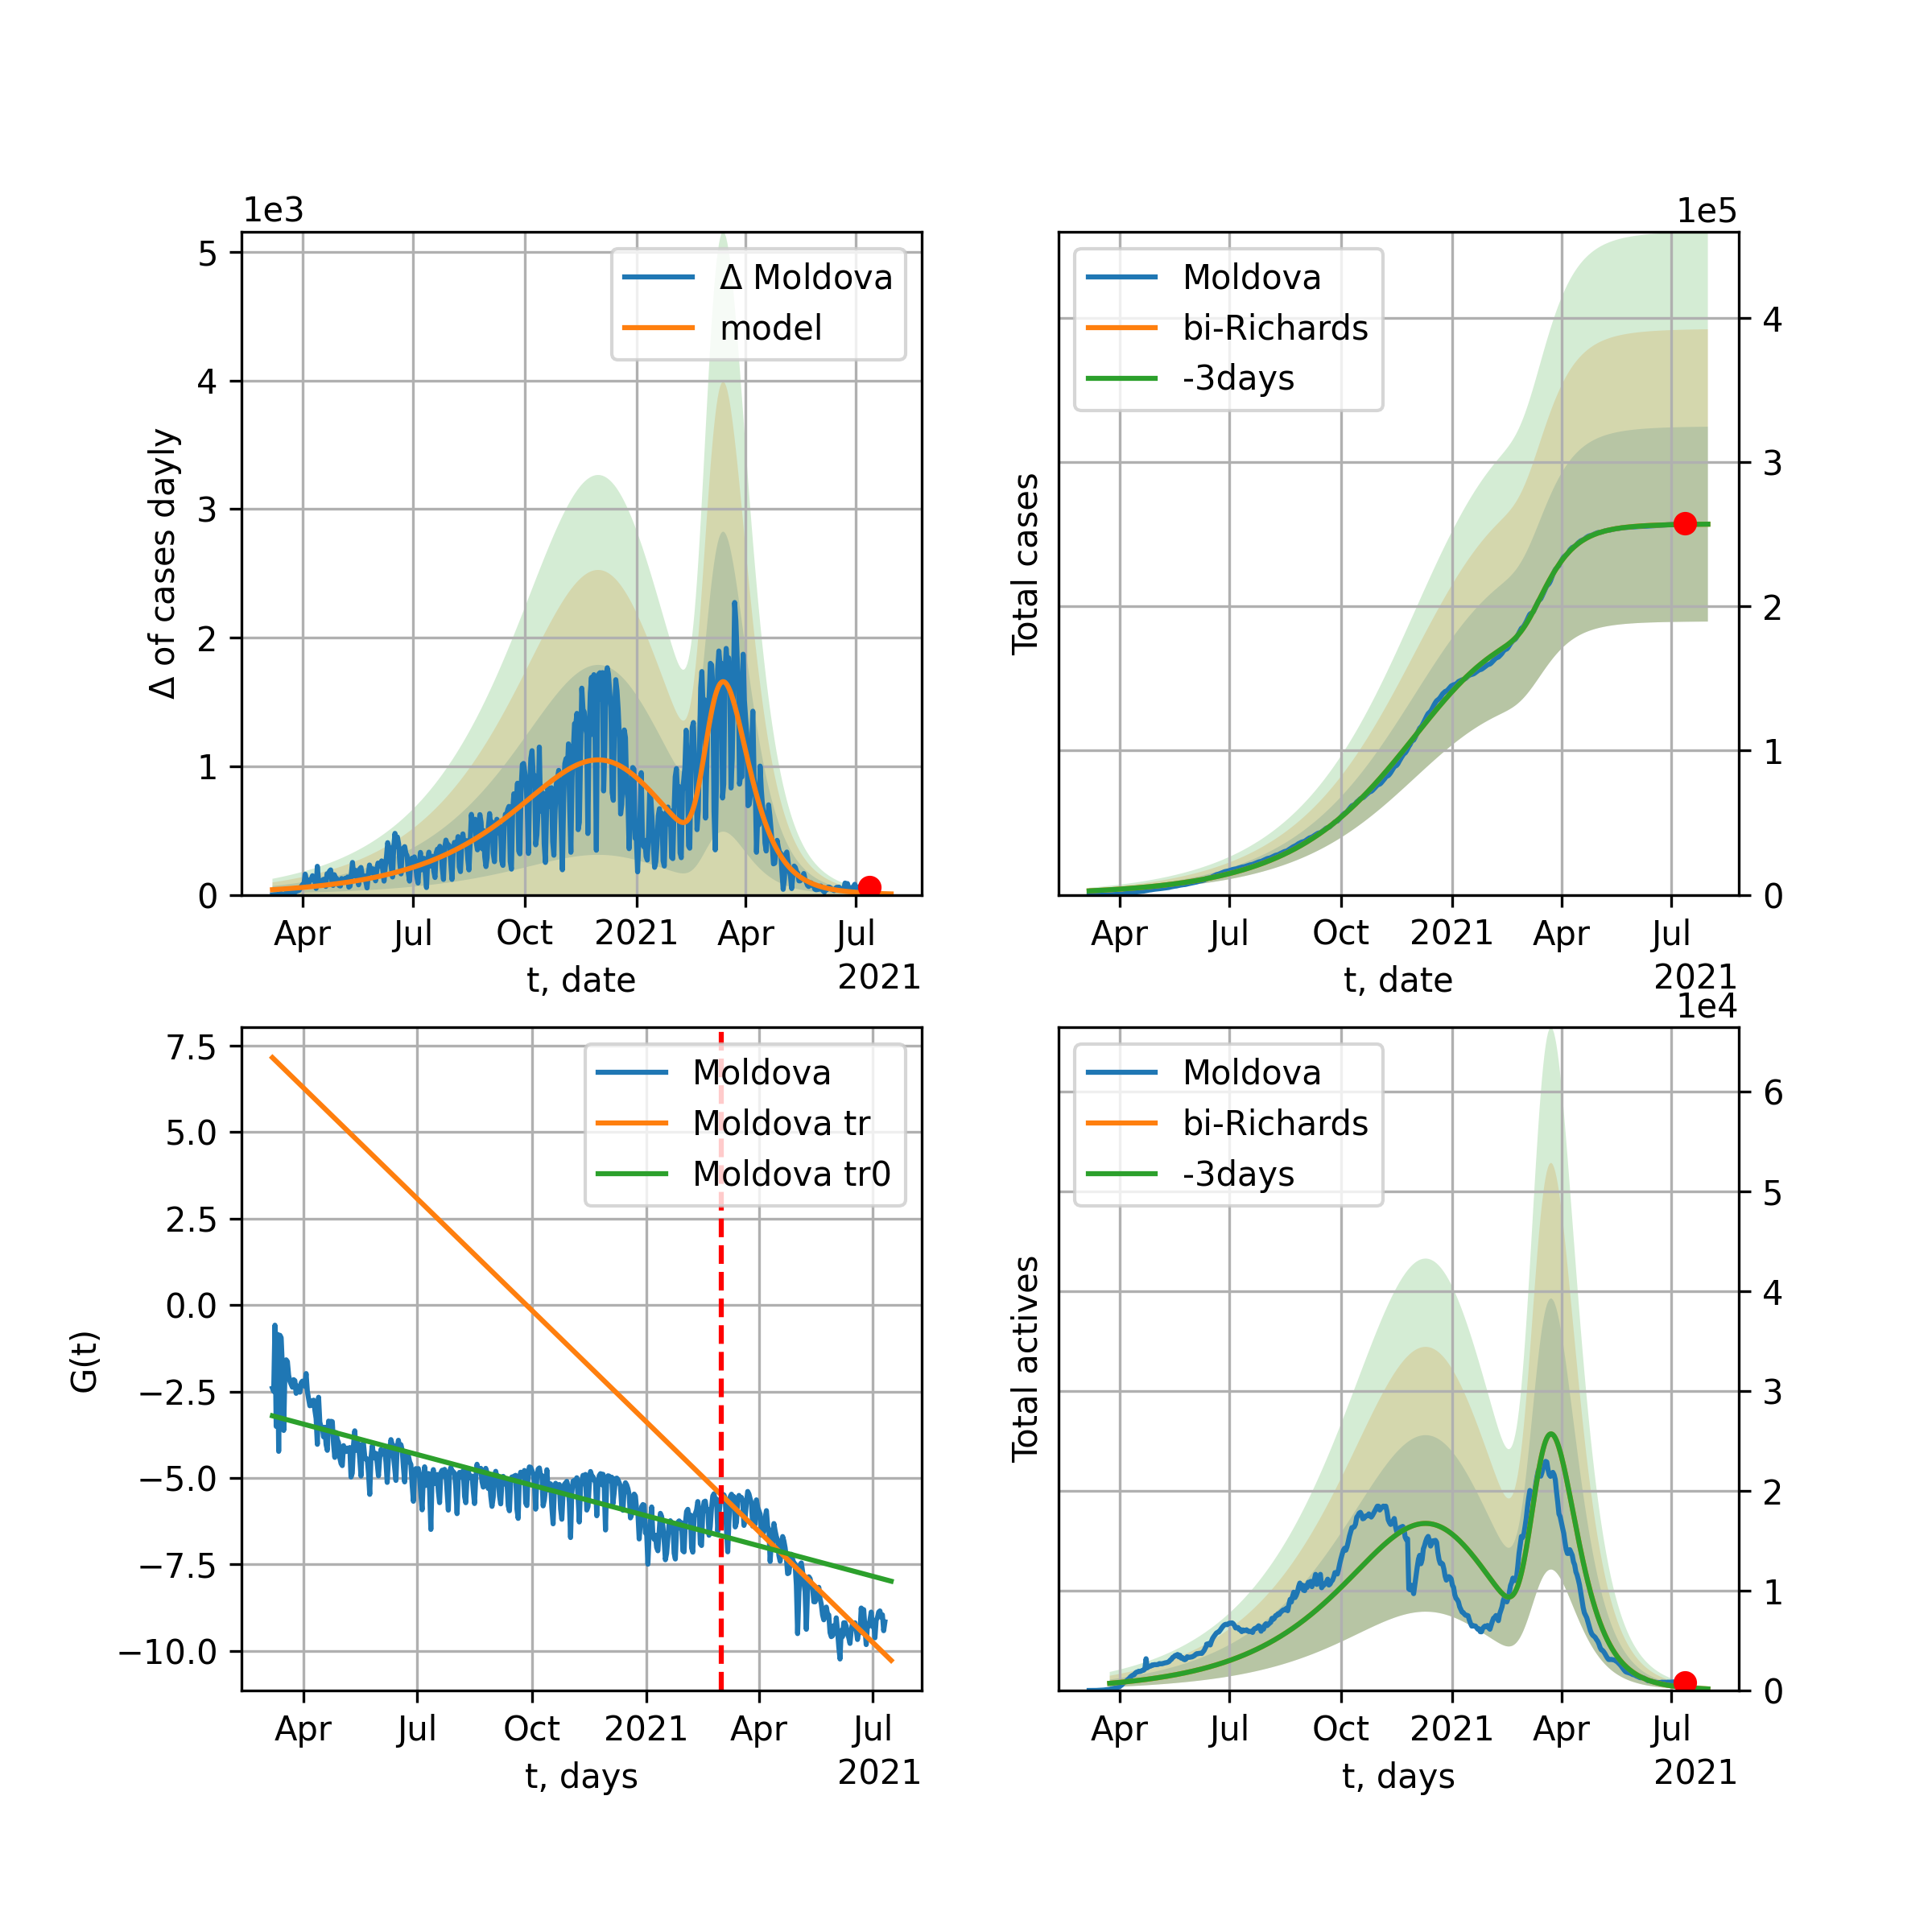 1e3
5
4
3
2
1
0
Δ of cases dayly
Δ Moldova
model
Apr Jul Oct 2021 Apr Jul
t, date
2021
1e5
Moldova
bi-Richards
-3days
Total cases
4
3
2
1
0
Apr Jul Oct 2021 Apr Jul
t, date
2021
7.5
5.0
2.5
0.0
−2.5
−5.0
−7.5
−10.0
G(t)
Moldova
Moldova tr
Moldova tr0
Apr Jul Oct 2021 Apr Jul
t, days
2021
1e4
Moldova
bi-Richards
-3days
Total actives
6
5
4
3
2
1
0
Apr Jul Oct 2021 Apr Jul
t, days
2021